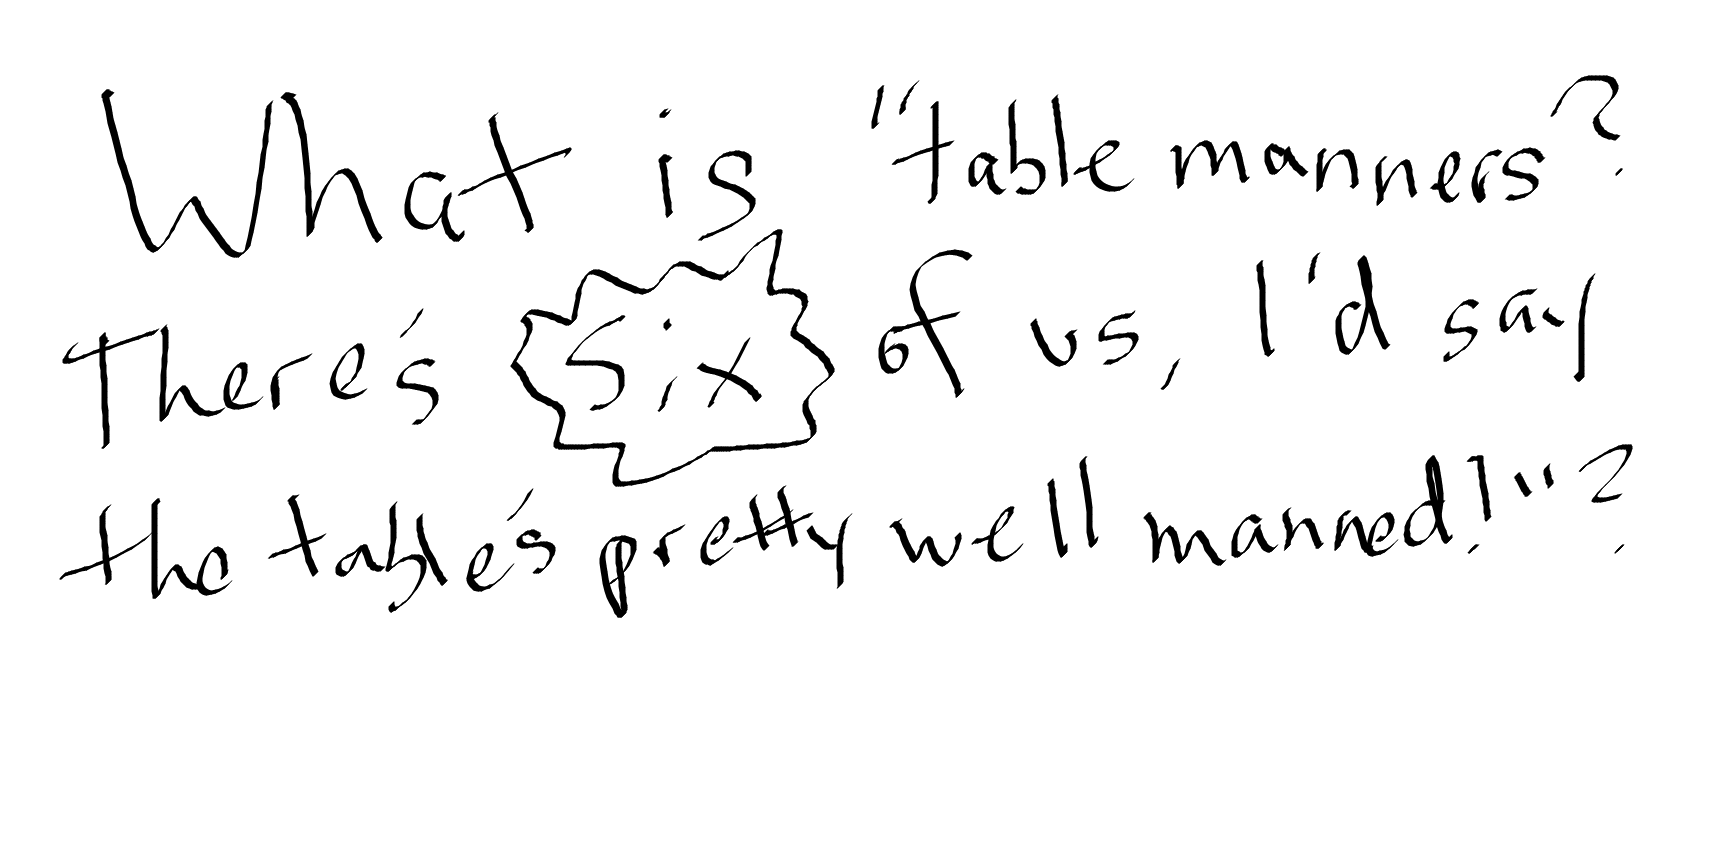 What is "table manners?
There's Six of us, I'd say
the table's pretty well manned!"?